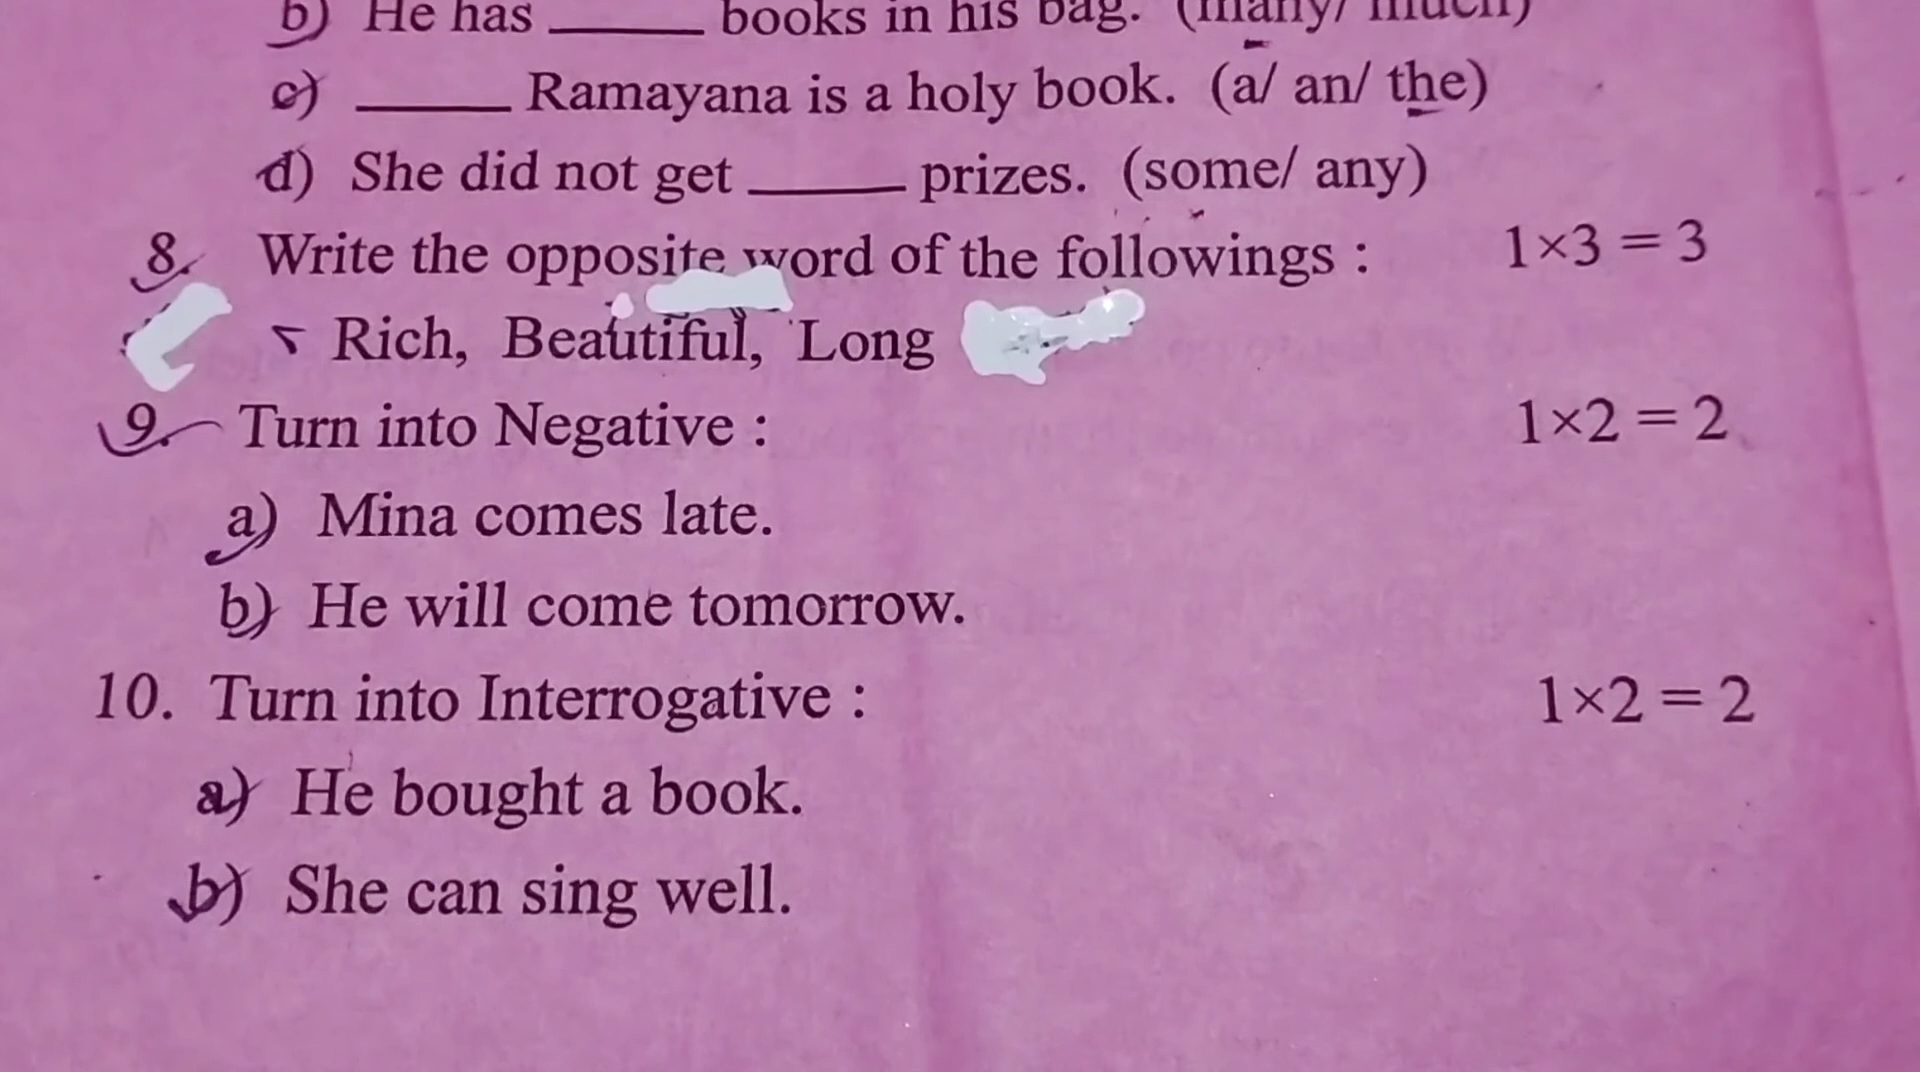 b) He has _____ books in his bag. (many/ much)
c) _____ Ramayana is a holy book. (a/ an/ the)
d) She did not get _____ prizes. (some/ any)
8. Write the opposite word of the followings : 1×3 = 3
Rich, Beautiful, Long
9. Turn into Negative : 1×2 = 2
a) Mina comes late.
b) He will come tomorrow.
10. Turn into Interrogative : 1×2 = 2
a) He bought a book.
b) She can sing well.